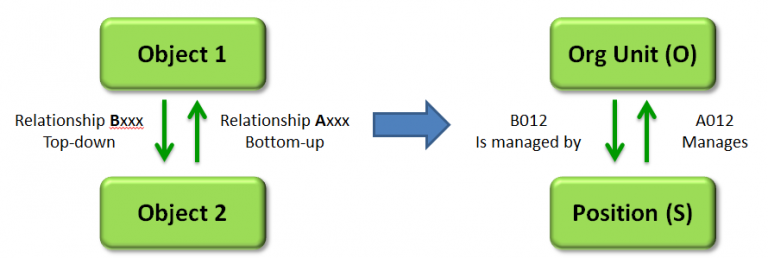 Object 1
Relationship Bxxx
Top-down
Relationship Axxx
Bottom-up
Object 2
Org Unit (O)
B012
Is managed by
A012
Manages
Position (S)